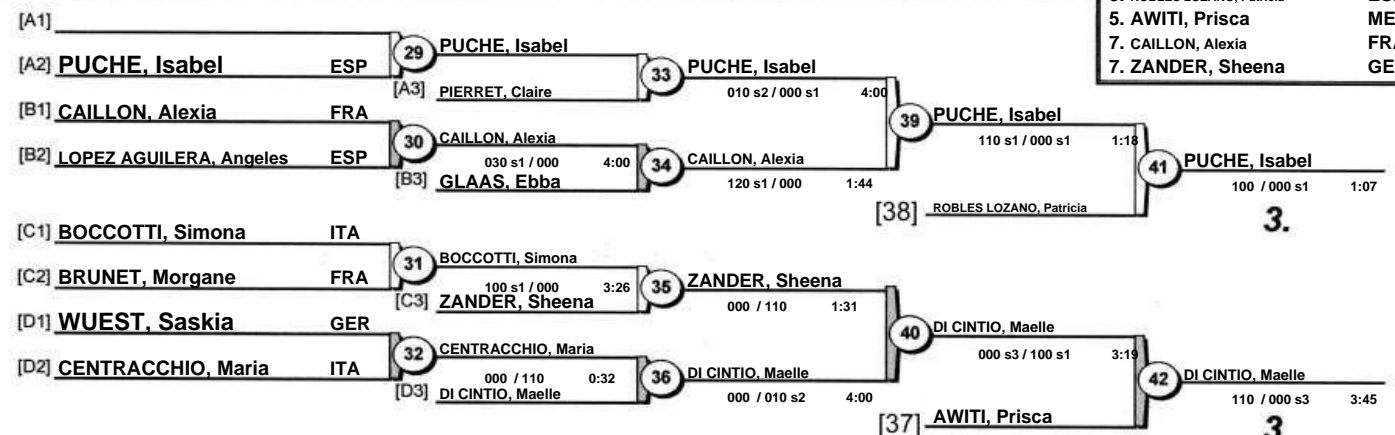 5. AWITI, Prisca ME
7. CAILLON, Alexia FRA
7. ZANDER, Sheena GE
[A1]
[A2] PUCHE, Isabel ESP
29
PUCHE, Isabel
[A3] PIERRET, Claire
33
PUCHE, Isabel
010 s2 / 000 s1 4:00
[B1] CAILLON, Alexia FRA
[B2] LOPEZ AGUILERA, Angeles ESP
30
CAILLON, Alexia
030 s1 / 000 4:00
[B3] GLAAS, Ebba
34
CAILLON, Alexia
120 s1 / 000 1:44
39
PUCHE, Isabel
110 s1 / 000 s1 1:18
[38] ROBLES LOZANO, Patricia
41
PUCHE, Isabel
100 / 000 s1 1:07
3.
[C1] BOCCOTTI, Simona ITA
[C2] BRUNET, Morgane FRA
31
BOCCOTTI, Simona
100 s1 / 000 3:26
[C3] ZANDER, Sheena
35
ZANDER, Sheena
000 / 110 1:31
[D1] WUEST, Saskia GER
[D2] CENTRACCHIO, Maria ITA
32
CENTRACCHIO, Maria
000 / 110 0:32
[D3] DI CINTIO, Maelle
36
DI CINTIO, Maelle
000 / 010 s2 4:00
40
DI CINTIO, Maelle
000 s3 / 100 s1 3:19
[37] AWITI, Prisca
42
DI CINTIO, Maelle
110 / 000 s3 3:45
3